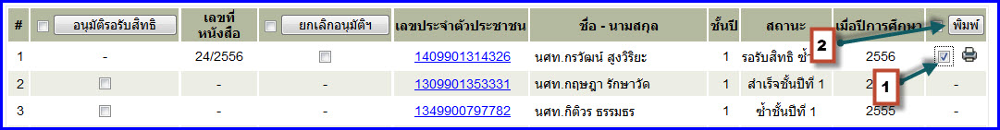 # อนุมัติรอรับสิทธิ เลขที่หนังสือ ยกเลิกอนุมัติฯ เลขประจำตัวประชาชน ชื่อ - นามสกุล ชั้นปี สถานะ เมื่อปีการศึกษา พิมพ์
2
1 - 24/2556 1409901314326 นศท.กรวัฒน์ สูงวิริยะ 1 รอรับสิทธิ ซ้ำ 2556
1
2 - - 1309901353331 นศท.กฤษฎา รักษาวัด 1 สำเร็จชั้นปีที่ 1 -
3 - - 1349900797782 นศท.กิติวร ธรรมธร 1 ซ้ำชั้นปีที่ 1 2555 -